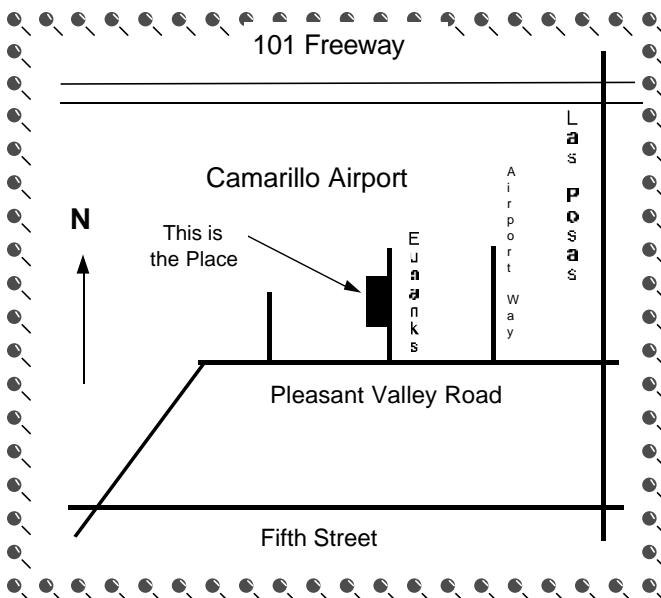 101 Freeway
Las Posas
Camarillo Airport
Airport Way
N
This is
the Place
Eubanks
Pleasant Valley Road
Fifth Street